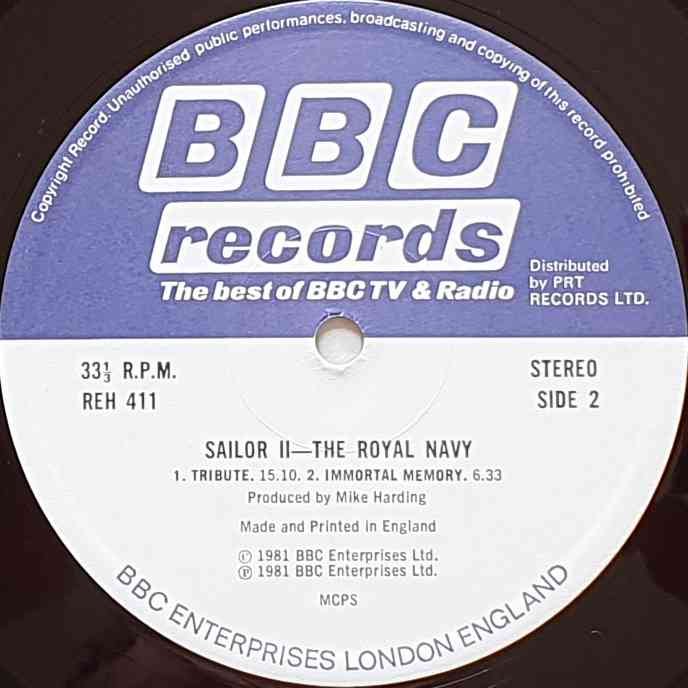 Copyright Record. Unauthorised public performances, broadcasting and copying of this record prohibited
BBC
records
The best of BBC TV & Radio
Distributed
by PRT
RECORDS LTD.
33⅓ R.P.M.
REH 411
STEREO
SIDE 2
SAILOR II—THE ROYAL NAVY
1. TRIBUTE. 15.10. 2. IMMORTAL MEMORY. 6.33
Produced by Mike Harding
Made and Printed in England
© 1981 BBC Enterprises Ltd.
℗ 1981 BBC Enterprises Ltd.
MCPS
BBC ENTERPRISES LONDON ENGLAND